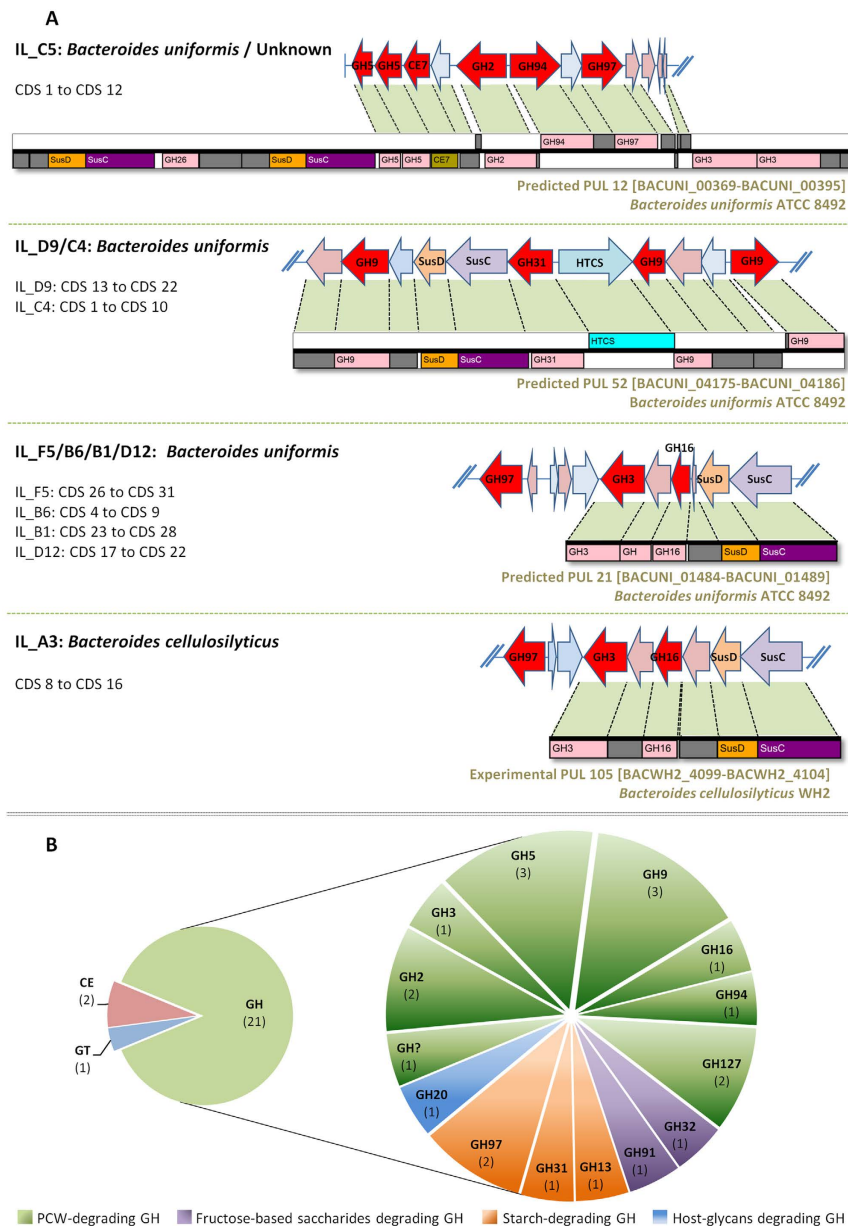 A
IL_C5: Bacteroides uniformis / Unknown
CDS 1 to CDS 12
GH5 GH5 CE7 GH2 GH94 GH97
GH94 GH97
SusD SusC GH26 SusD SusC GH5 GH5 CE7 GH2 GH3 GH3
Predicted PUL 12 [BACUNI_00369-BACUNI_00395]
Bacteroides uniformis ATCC 8492
IL_D9/C4: Bacteroides uniformis
IL_D9: CDS 13 to CDS 22
IL_C4: CDS 1 to CDS 10
GH9 SusD SusC GH31 HTCS GH9 GH9
HTCS GH9
GH9 SusD SusC GH31 GH9
Predicted PUL 52 [BACUNI_04175-BACUNI_04186]
Bacteroides uniformis ATCC 8492
IL_F5/B6/B1/D12: Bacteroides uniformis
IL_F5: CDS 26 to CDS 31
IL_B6: CDS 4 to CDS 9
IL_B1: CDS 23 to CDS 28
IL_D12: CDS 17 to CDS 22
GH16
GH97 GH3 SusD SusC
GH3 GH GH16 SusD SusC
Predicted PUL 21 [BACUNI_01484-BACUNI_01489]
Bacteroides uniformis ATCC 8492
IL_A3: Bacteroides cellulosilyticus
CDS 8 to CDS 16
GH97 GH3 GH16 SusD SusC
GH3 GH16 SusD SusC
Experimental PUL 105 [BACWH2_4099-BACWH2_4104]
Bacteroides cellulosilyticus WH2
B
CE
(2)
GT
(1)
GH
(21)
GH5
(3)
GH9
(3)
GH3
(1)
GH16
(1)
GH2
(2)
GH94
(1)
GH?
(1)
GH127
(2)
GH20
(1)
GH32
(1)
GH97
(2)
GH31
(1)
GH13
(1)
GH91
(1)
PCW-degrading GH
Fructose-based saccharides degrading GH
Starch-degrading GH
Host-glycans degrading GH